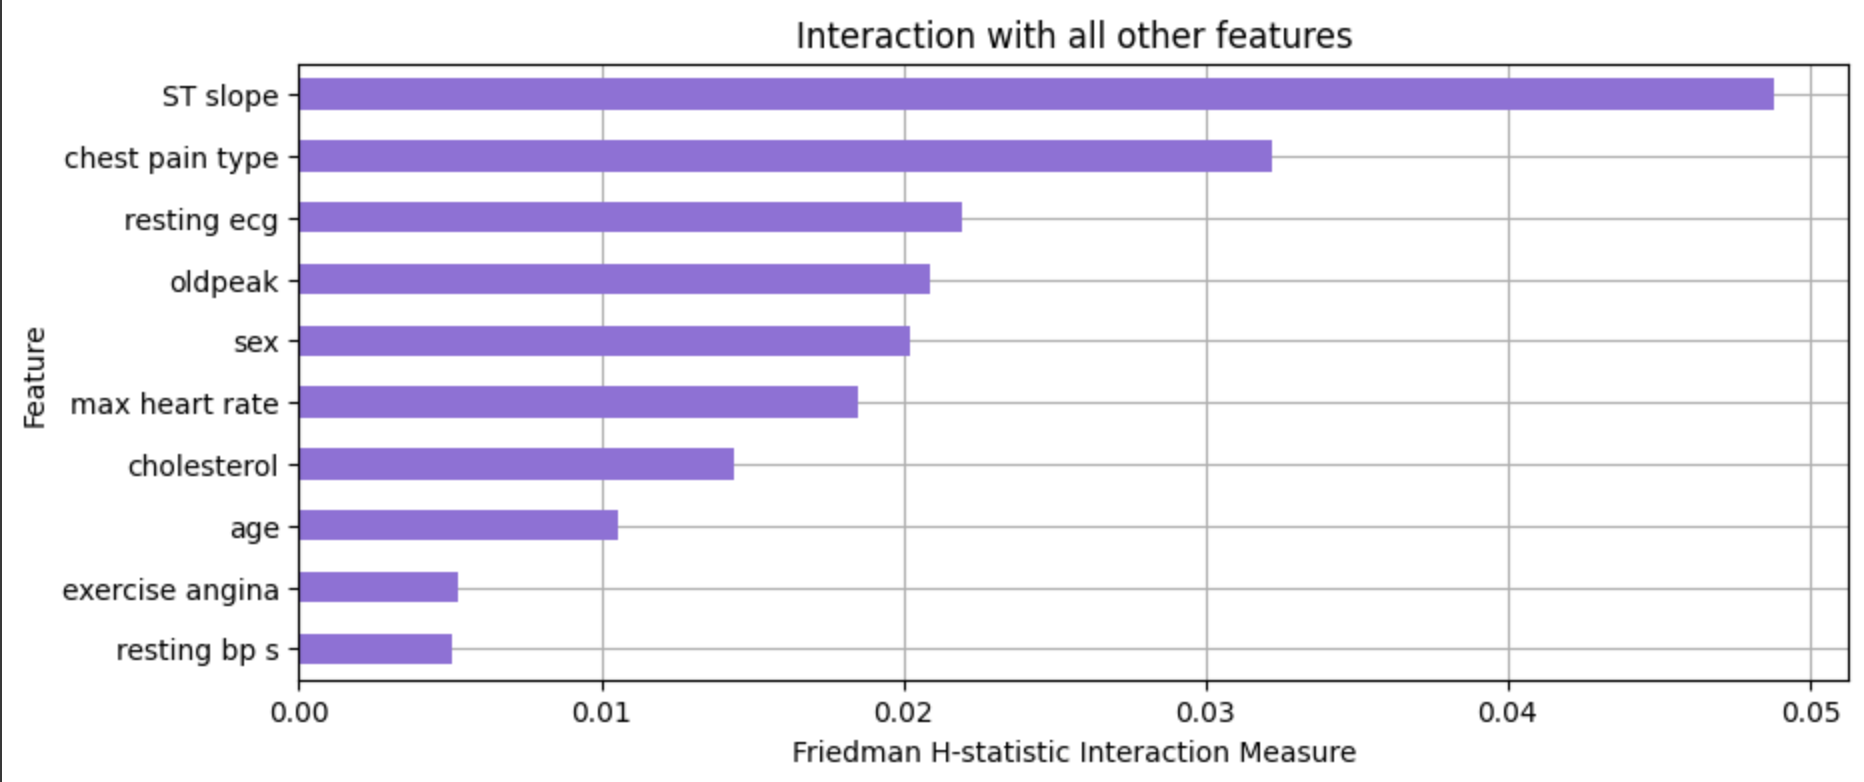 Interaction with all other features
Feature
ST slope
chest pain type
resting ecg
oldpeak
sex
max heart rate
cholesterol
age
exercise angina
resting bp s
0.00 0.01 0.02 0.03 0.04 0.05
Friedman H-statistic Interaction Measure